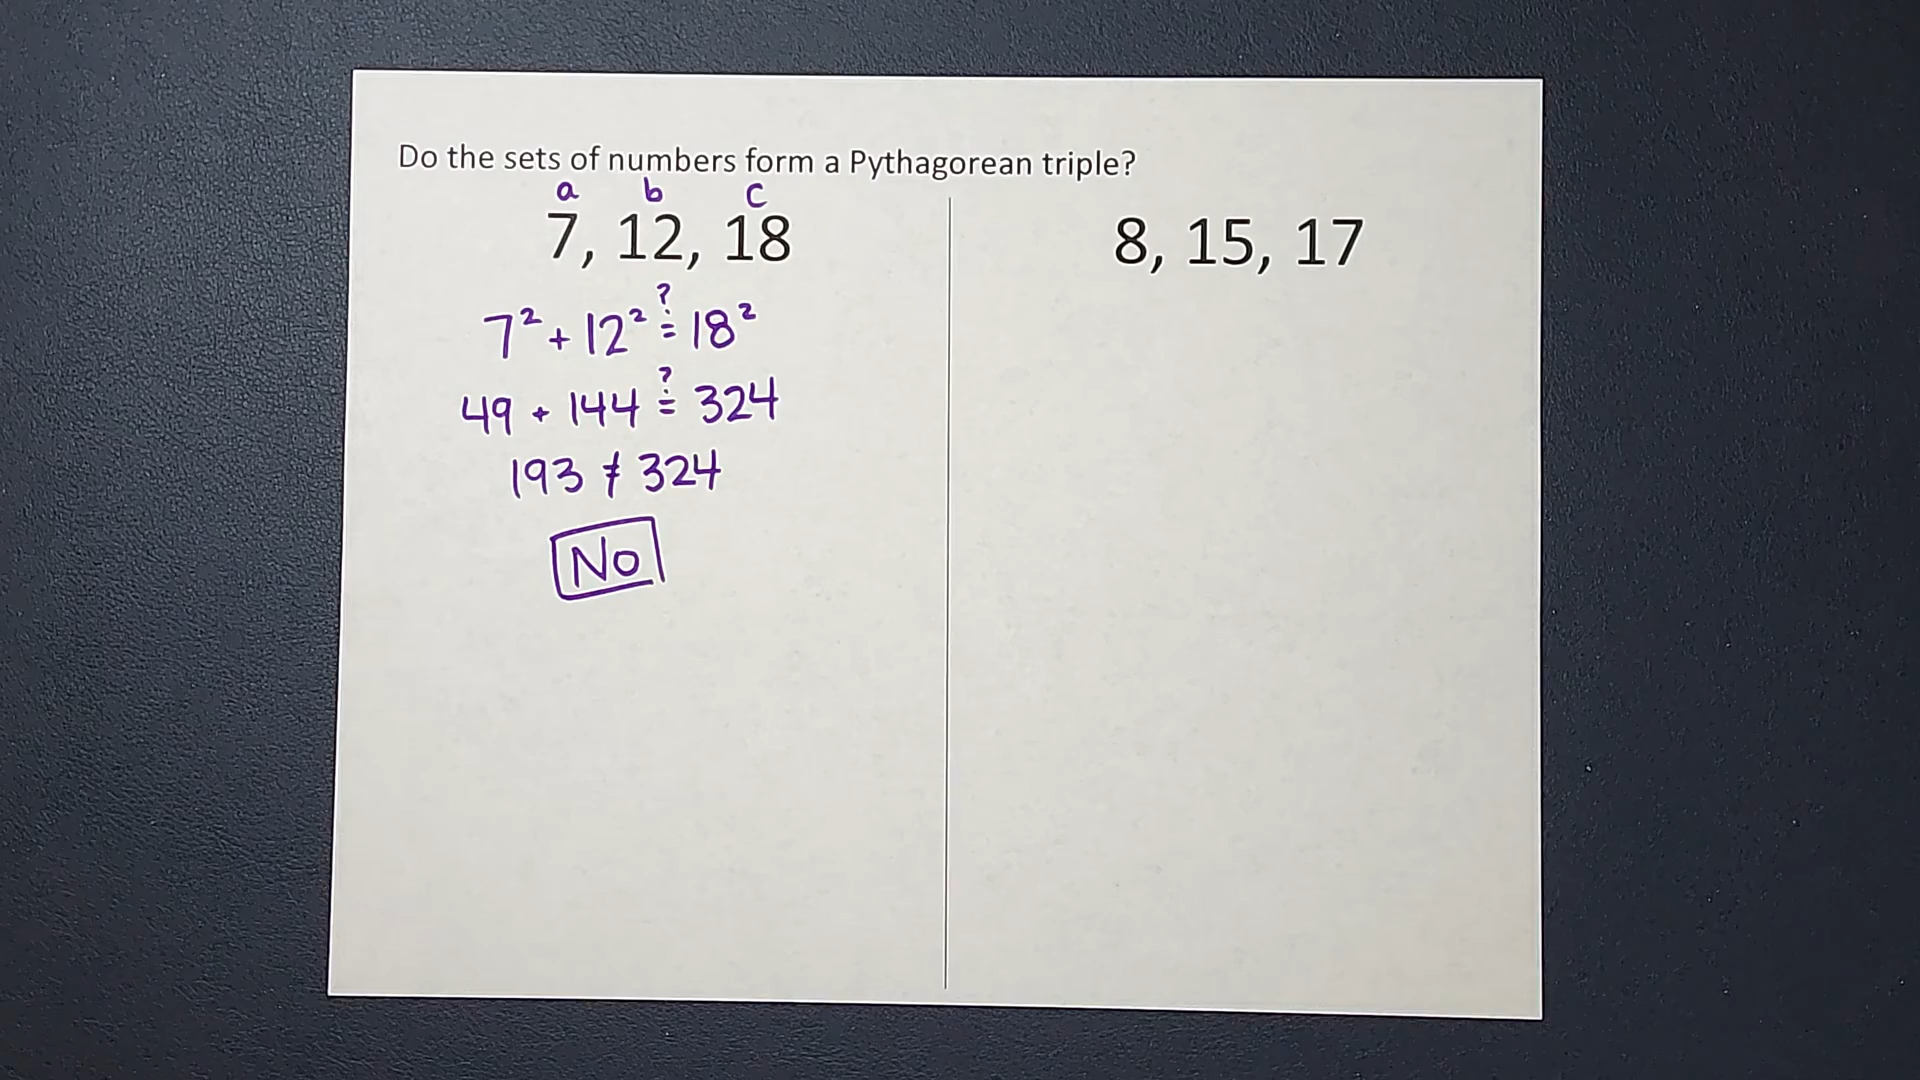 Do the sets of numbers form a Pythagorean triple?
a b c
7, 12, 18
7² + 12² ≟ 18²
49 + 144 ≟ 324
193 ≠ 324
No
8, 15, 17